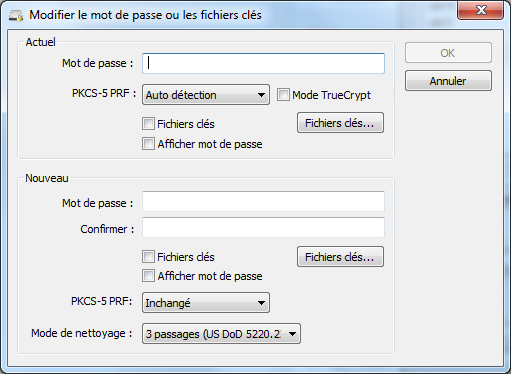 Modifier le mot de passe ou les fichiers clés
Actuel
Mot de passe :
OK
Annuler
PKCS-5 PRF : Auto détection Mode TrueCrypt
Fichiers clés Fichiers clés...
Afficher mot de passe
Nouveau
Mot de passe :
Confirmer :
Fichiers clés Fichiers clés...
Afficher mot de passe
PKCS-5 PRF: Inchangé
Mode de nettoyage : 3 passages (US DoD 5220.2